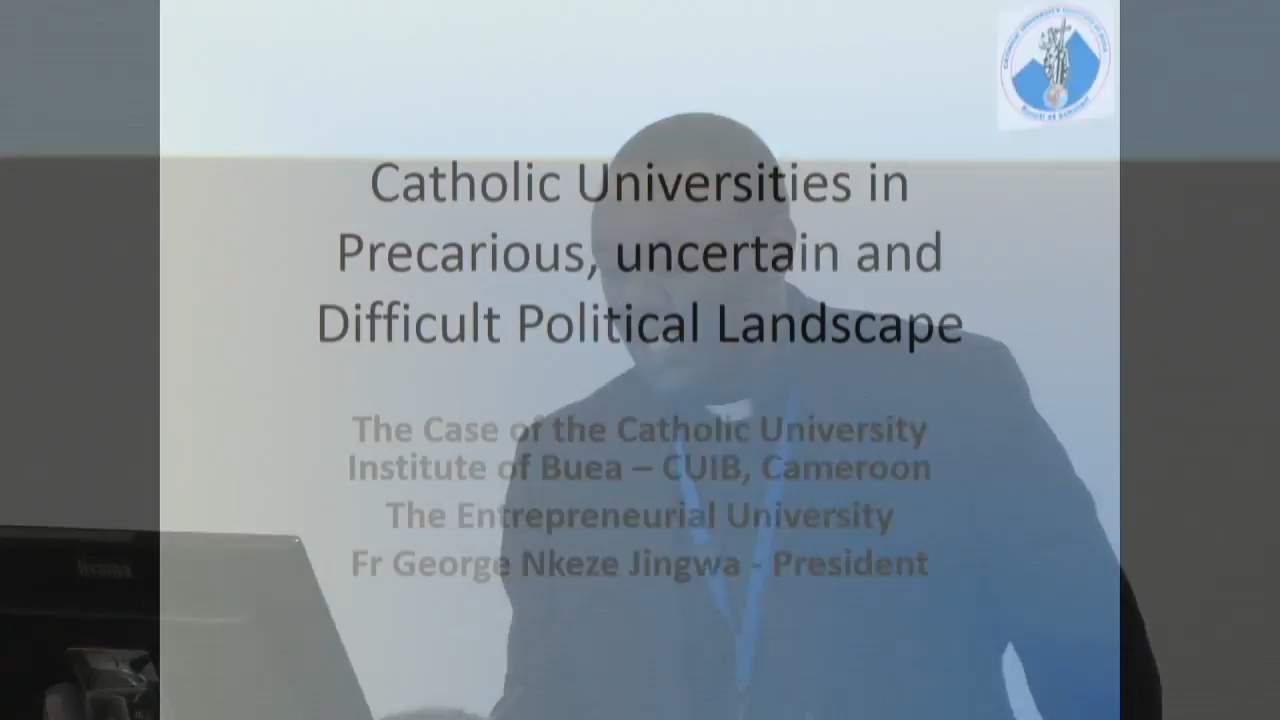 Catholic Universities in
Precarious, uncertain and
Difficult Political Landscape
The Case of the Catholic University
Institute of Buea – CUIB, Cameroon
The Entrepreneurial University
Fr George Nkeze Jingwa - President
iiyama